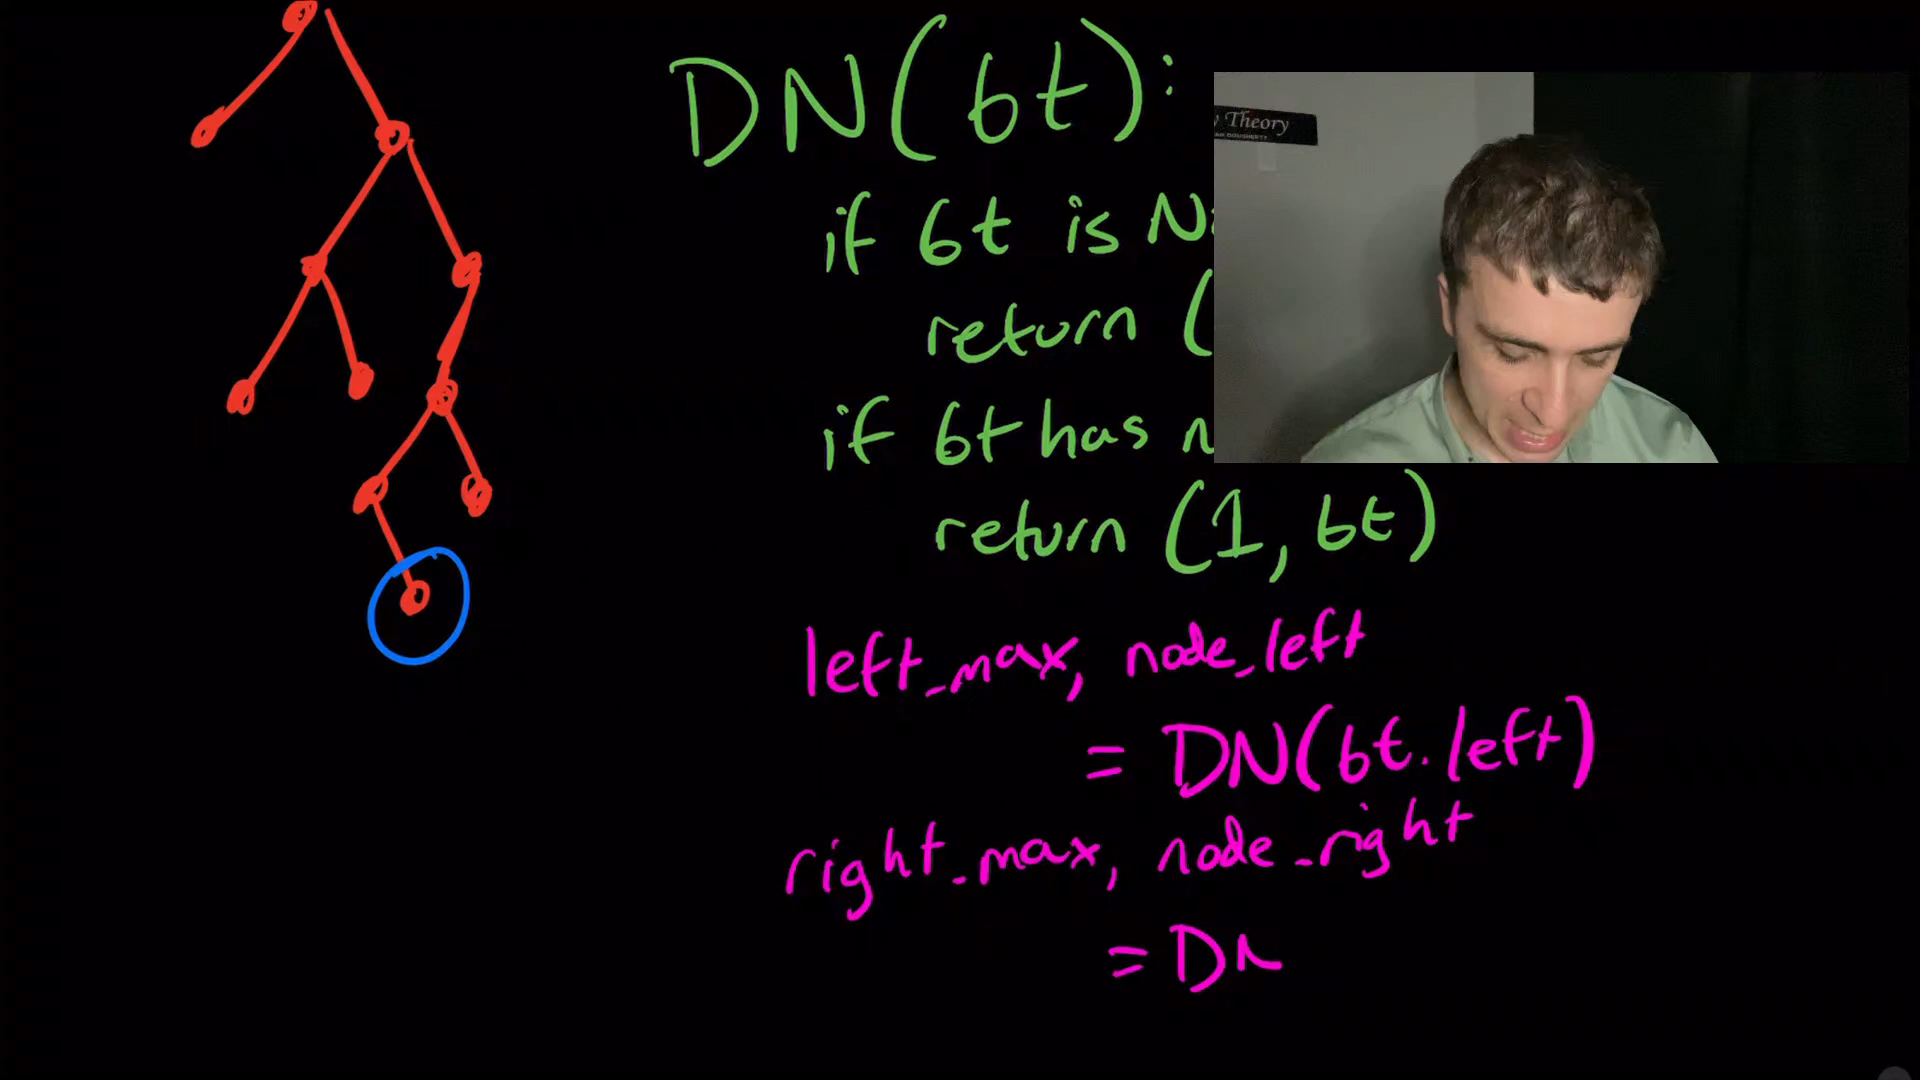 DN(bt):
if bt is N
return (
if bt has n
return (1, bt)
left_max, node_left
= DN(bt.left)
right_max, node_right
= DN
Theory